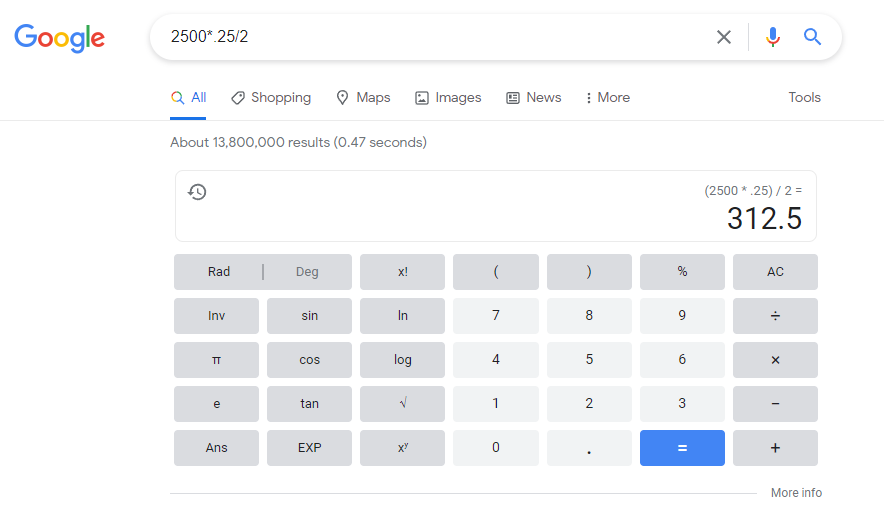 Google
2500*.25/2
All Shopping Maps Images News More Tools
About 13,800,000 results (0.47 seconds)
(2500 * .25) / 2 =
312.5
Rad Deg x! ( ) % AC
Inv sin ln 7 8 9 ÷
π cos log 4 5 6 ×
e tan √ 1 2 3 −
Ans EXP xʸ 0 . = +
More info